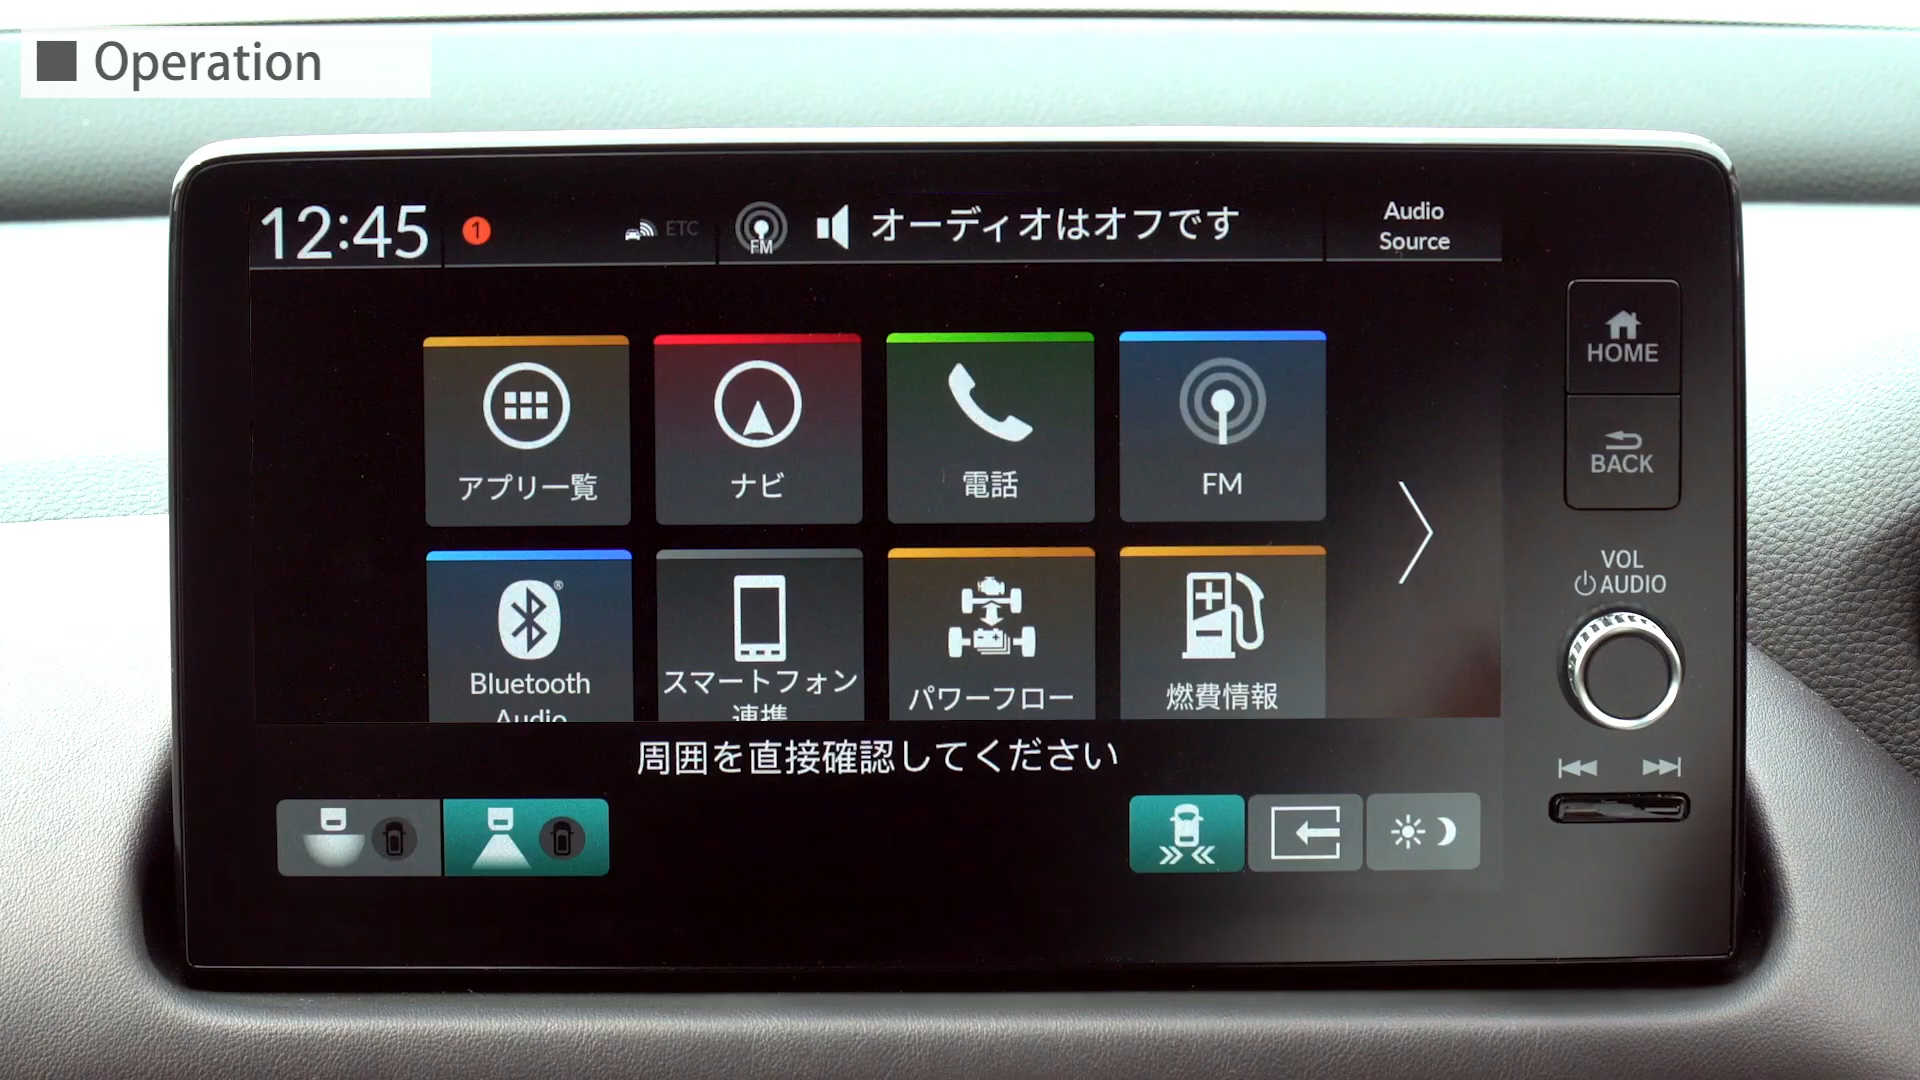 Operation
12:45
1
ETC
FM
オーディオはオフです
Audio
Source
HOME
アプリ一覧
ナビ
電話
FM
BACK
VOL
AUDIO
Bluetooth
Audio
®
スマートフォン
連携
パワーフロー
燃費情報
周囲を直接確認してください